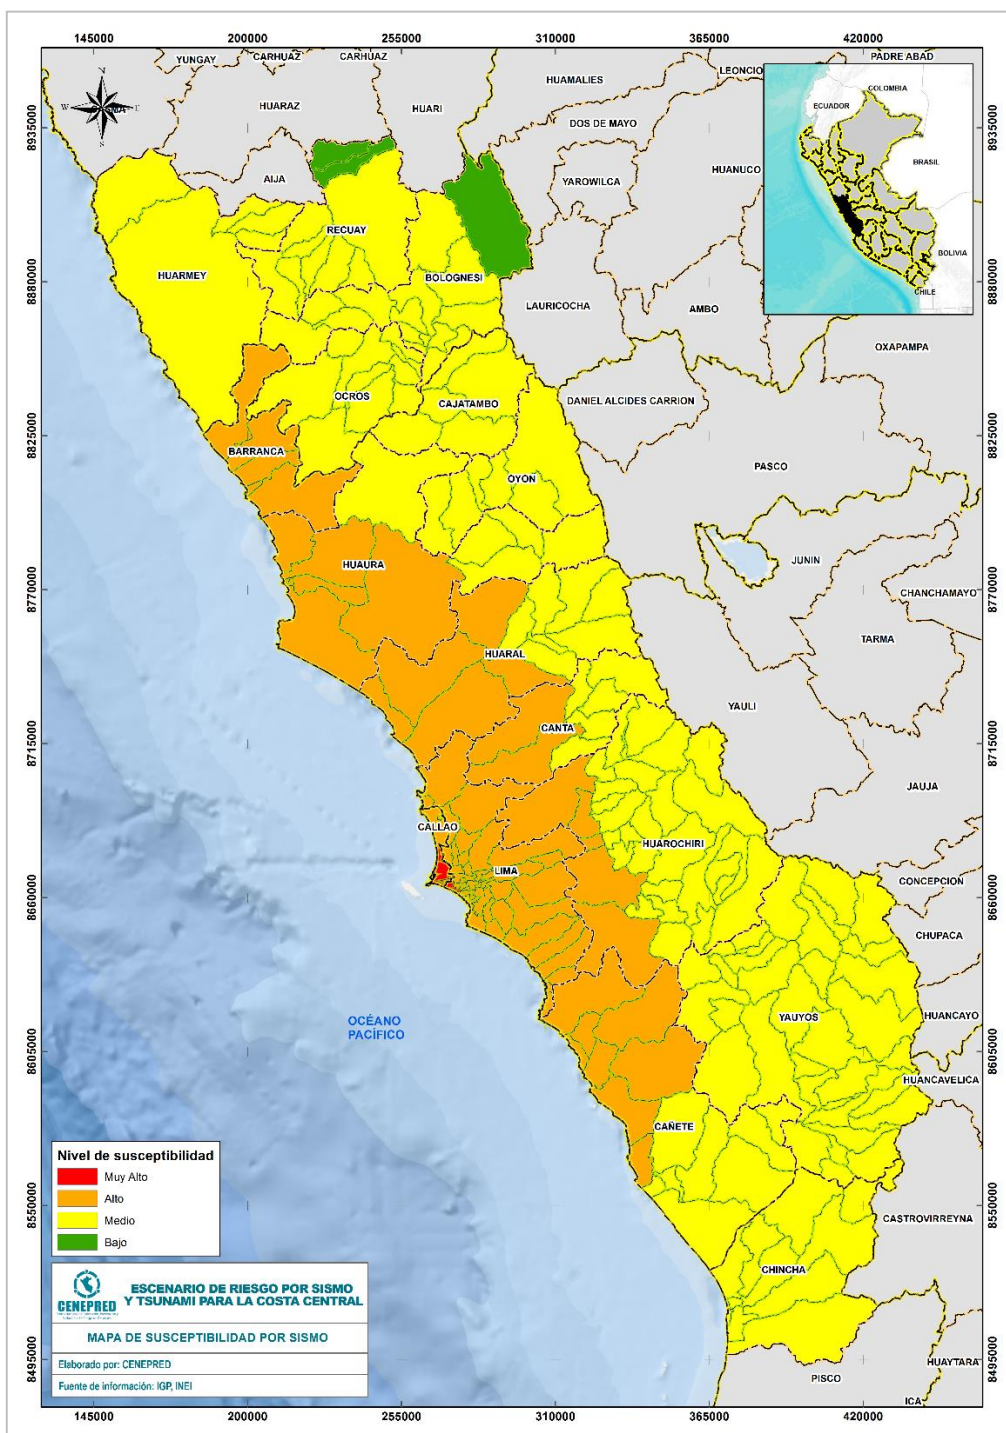 145000 200000 255000 310000 365000 420000
YUNGAY
CARHUAZ
CARHUAZ
HUARAZ
HUARI
HUAMALIES
LEONCIO
PADRE ABAD
DOS DE MAYO
AIJA
YAROWILCA
HUANUCO
ECUADOR
COLOMBIA
BRASIL
BOLIVIA
CHILE
RECUAY
HUARMEY
BOLOGNESI
LAURICOCHA
AMBO
OXAPAMPA
OCROS
CAJATAMBO
DANIEL ALCIDES CARRION
BARRANCA
OYON
PASCO
HUAURA
JUNIN
CHANCHAMAYO
TARMA
HUARAL
YAULI
CANTA
JAUJA
CALLAO
HUAROCHIRI
LIMA
CONCEPCION
CHUPACA
OCÉANO
PACÍFICO
YAUYOS
HUANCAYO
HUANCAVELICA
CAÑETE
CASTROVIRREYNA
CHINCHA
PISCO
HUAYTARA
ICA
8935000
8880000
8825000
8770000
8715000
8660000
8605000
8550000
8495000
8935000
8880000
8825000
8770000
8715000
8660000
8605000
8550000
8495000
Nivel de susceptibilidad
Muy Alto
Alto
Medio
Bajo
CENEPRED
ESCENARIO DE RIESGO POR SISMO
Y TSUNAMI PARA LA COSTA CENTRAL
MAPA DE SUSCEPTIBILIDAD POR SISMO
Elaborado por: CENEPRED
Fuente de información: IGP, INEI
145000 200000 255000 310000 365000 420000